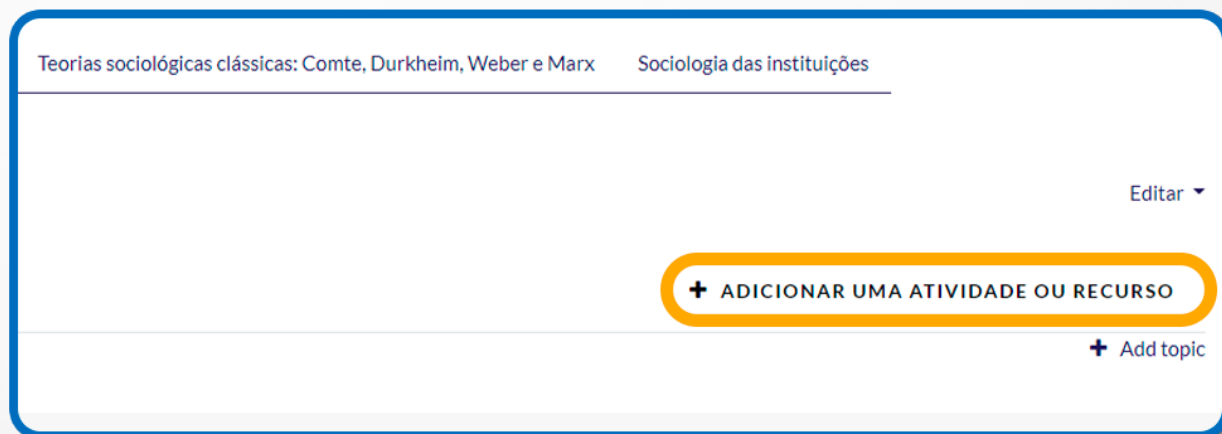 Teorias sociológicas clássicas: Comte, Durkheim, Weber e Marx Sociologia das instituições
Editar
+ ADICIONAR UMA ATIVIDADE OU RECURSO
+ Add topic